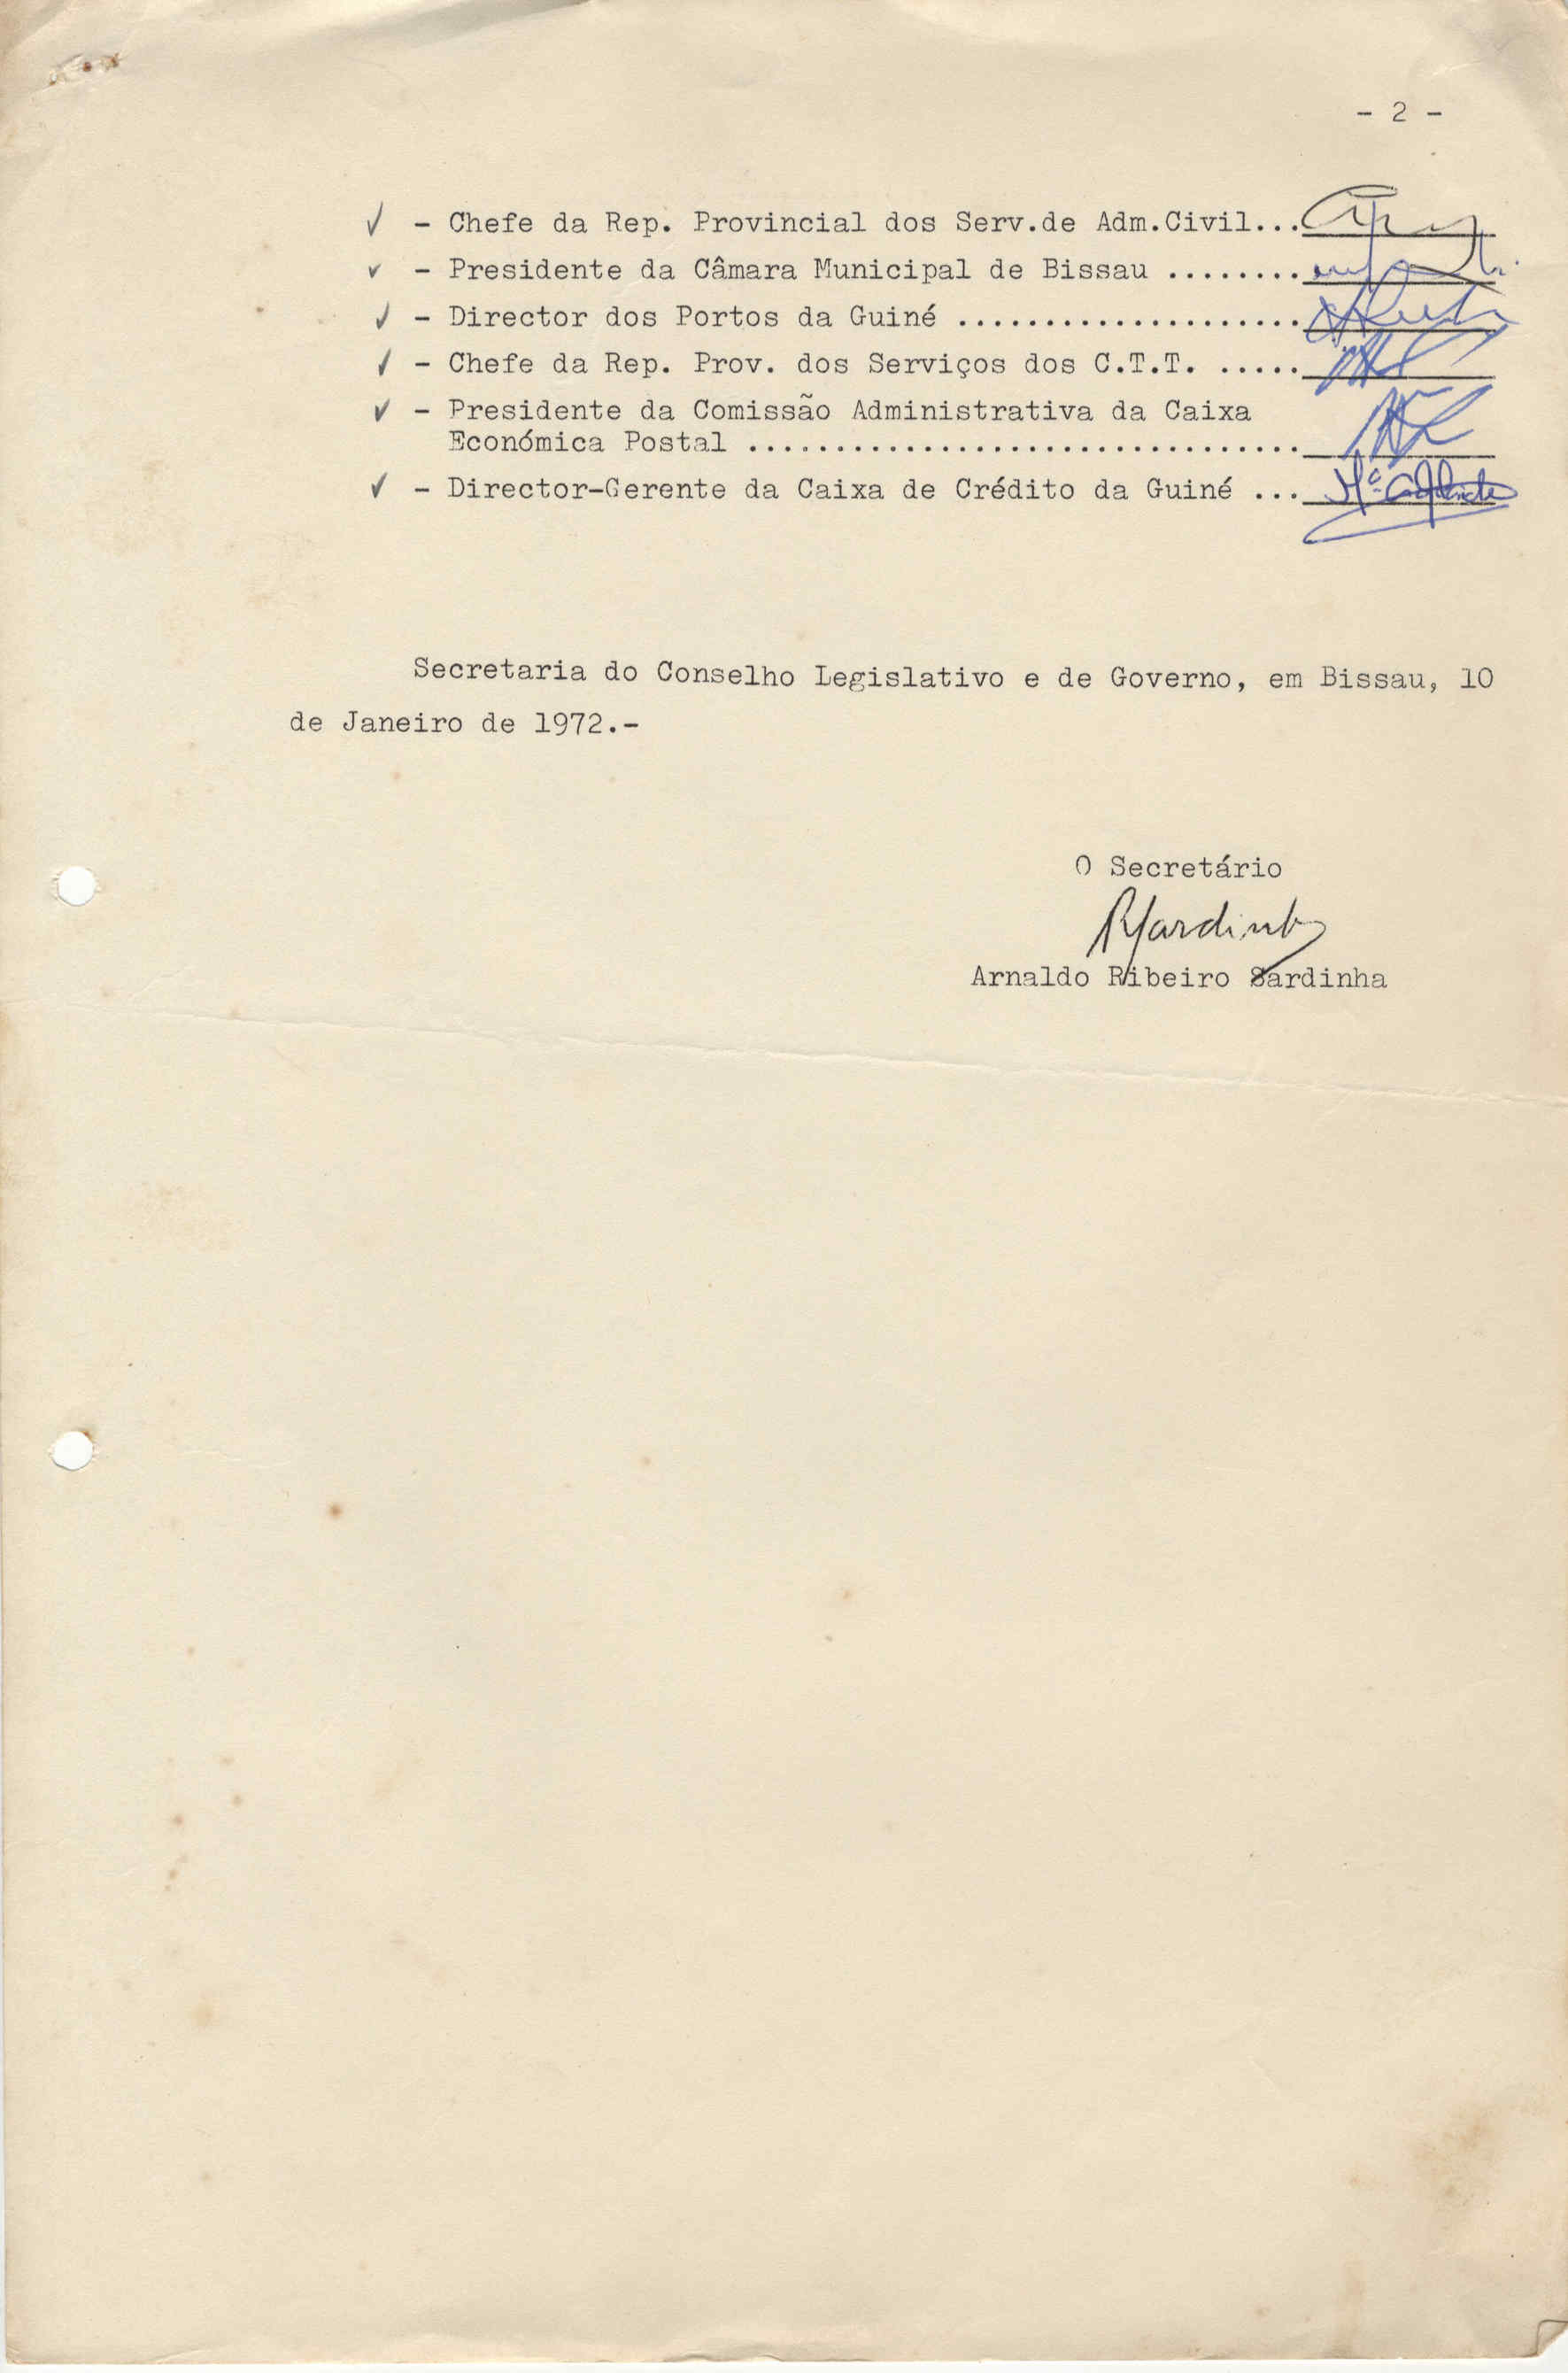 - 2 -
✓ - Chefe da Rep. Provincial dos Serv.de Adm.Civil...
✓ - Presidente da Câmara Municipal de Bissau ........
✓ - Director dos Portos da Guiné ....................
✓ - Chefe da Rep. Prov. dos Serviços dos C.T.T. .....
✓ - Presidente da Comissão Administrativa da Caixa
Económica Postal ................................
✓ - Director-Gerente da Caixa de Crédito da Guiné ...
Secretaria do Conselho Legislativo e de Governo, em Bissau, 10
de Janeiro de 1972.-
O Secretário
RSardinha
Arnaldo Ribeiro Sardinha